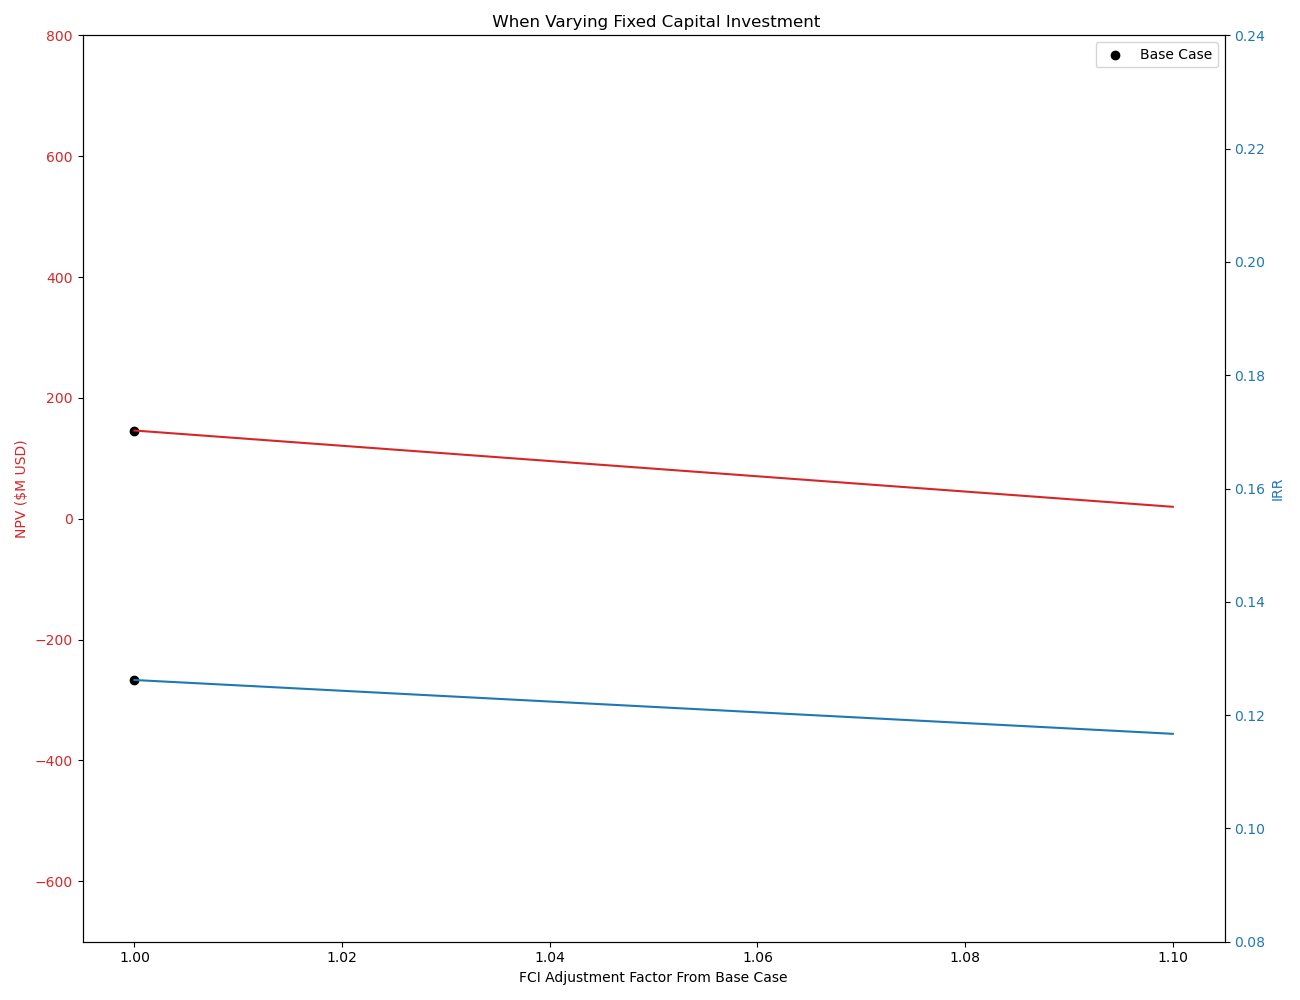 When Varying Fixed Capital Investment
Base Case
800
600
400
200
0
−200
−400
−600
NPV ($M USD)
0.24
0.22
0.20
0.18
0.16
0.14
0.12
0.10
0.08
IRR
1.00 1.02 1.04 1.06 1.08 1.10
FCI Adjustment Factor From Base Case